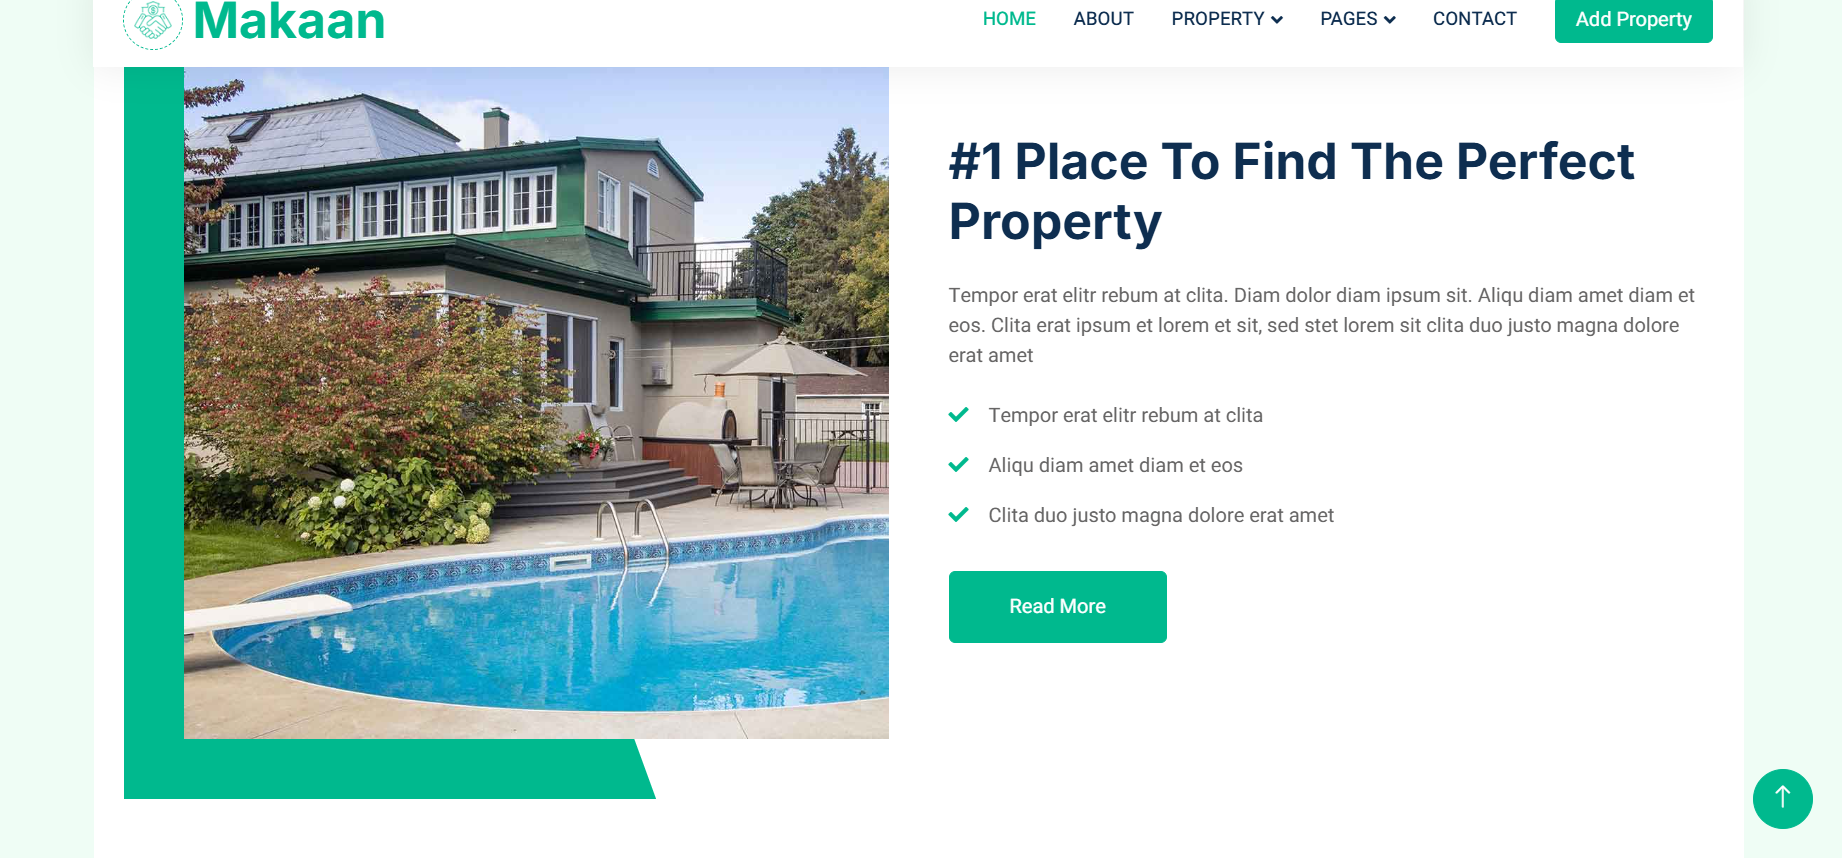 Makaan
HOME ABOUT PROPERTY PAGES CONTACT Add Property
#1 Place To Find The Perfect
Property
Tempor erat elitr rebum at clita. Diam dolor diam ipsum sit. Aliqu diam amet diam et
eos. Clita erat ipsum et lorem et sit, sed stet lorem sit clita duo justo magna dolore
erat amet
Tempor erat elitr rebum at clita
Aliqu diam amet diam et eos
Clita duo justo magna dolore erat amet
Read More